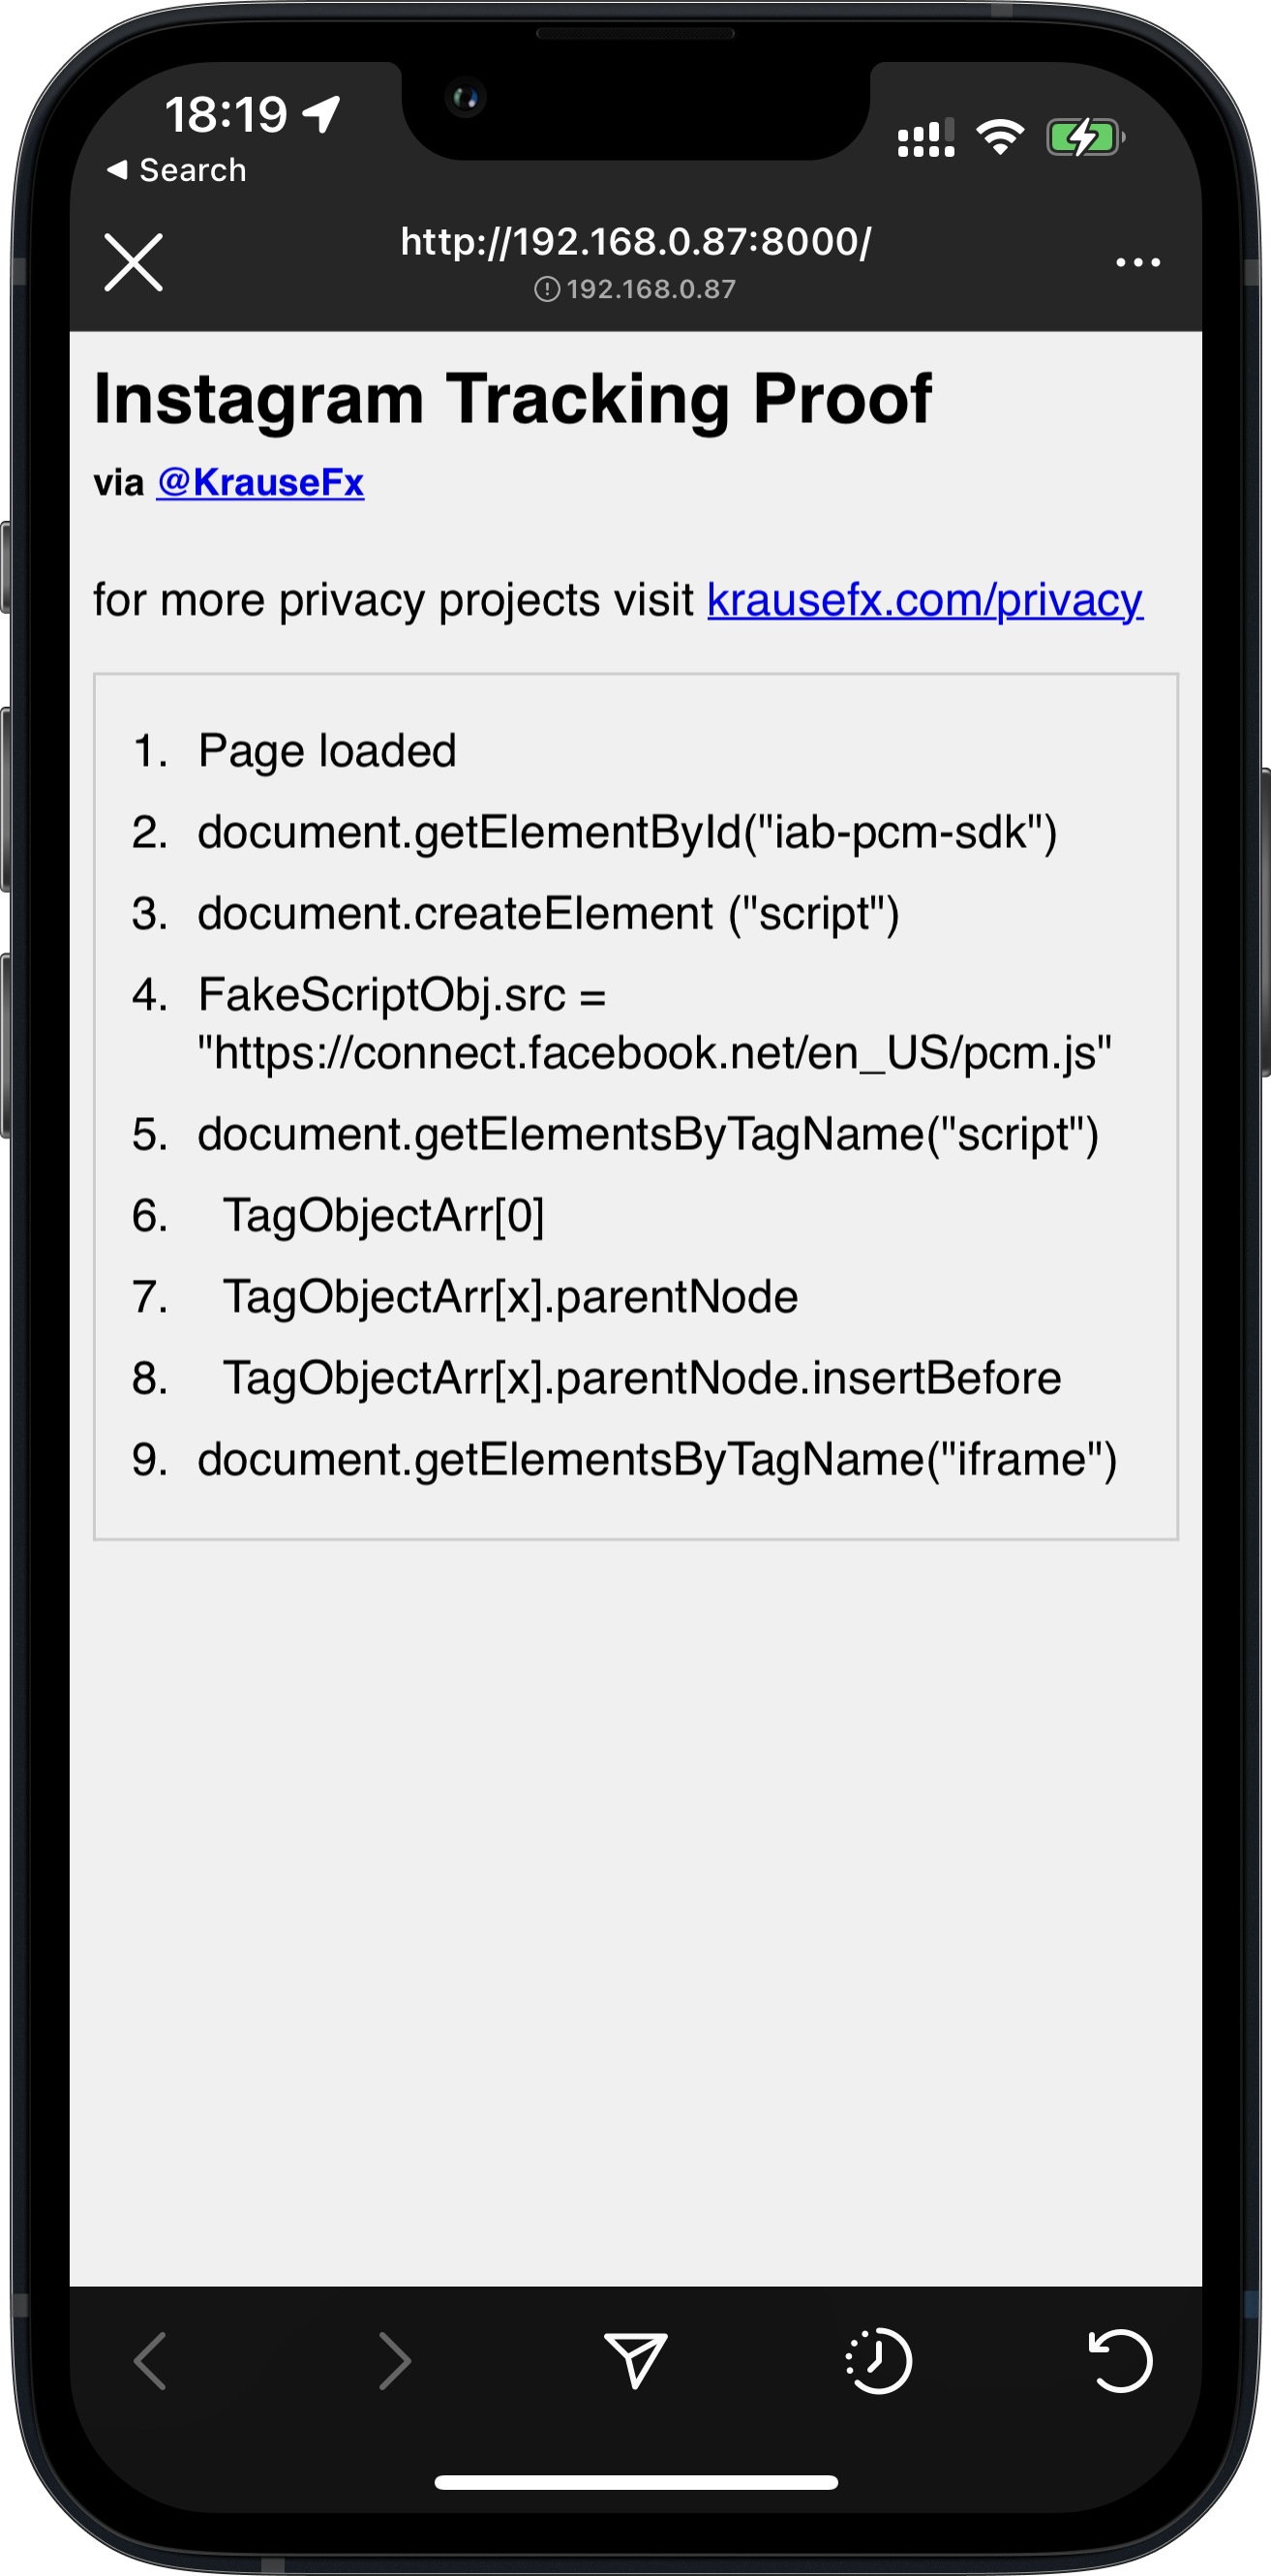 18:19
Search
http://192.168.0.87:8000/
192.168.0.87
Instagram Tracking Proof
via @KrauseFx
for more privacy projects visit krausefx.com/privacy
1. Page loaded
2. document.getElementById("iab-pcm-sdk")
3. document.createElement ("script")
4. FakeScriptObj.src =
"https://connect.facebook.net/en_US/pcm.js"
5. document.getElementsByTagName("script")
6. TagObjectArr[0]
7. TagObjectArr[x].parentNode
8. TagObjectArr[x].parentNode.insertBefore
9. document.getElementsByTagName("iframe")